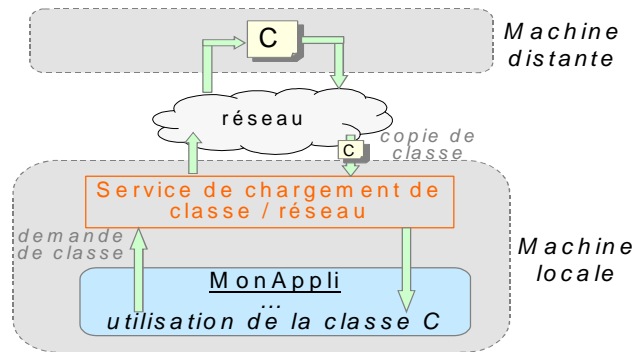 C
Machine
distante
réseau
copie de
classe
C
Service de chargement de
classe / réseau
demande
de classe
Machine
locale
MonAppli
...
utilisation de la classe C